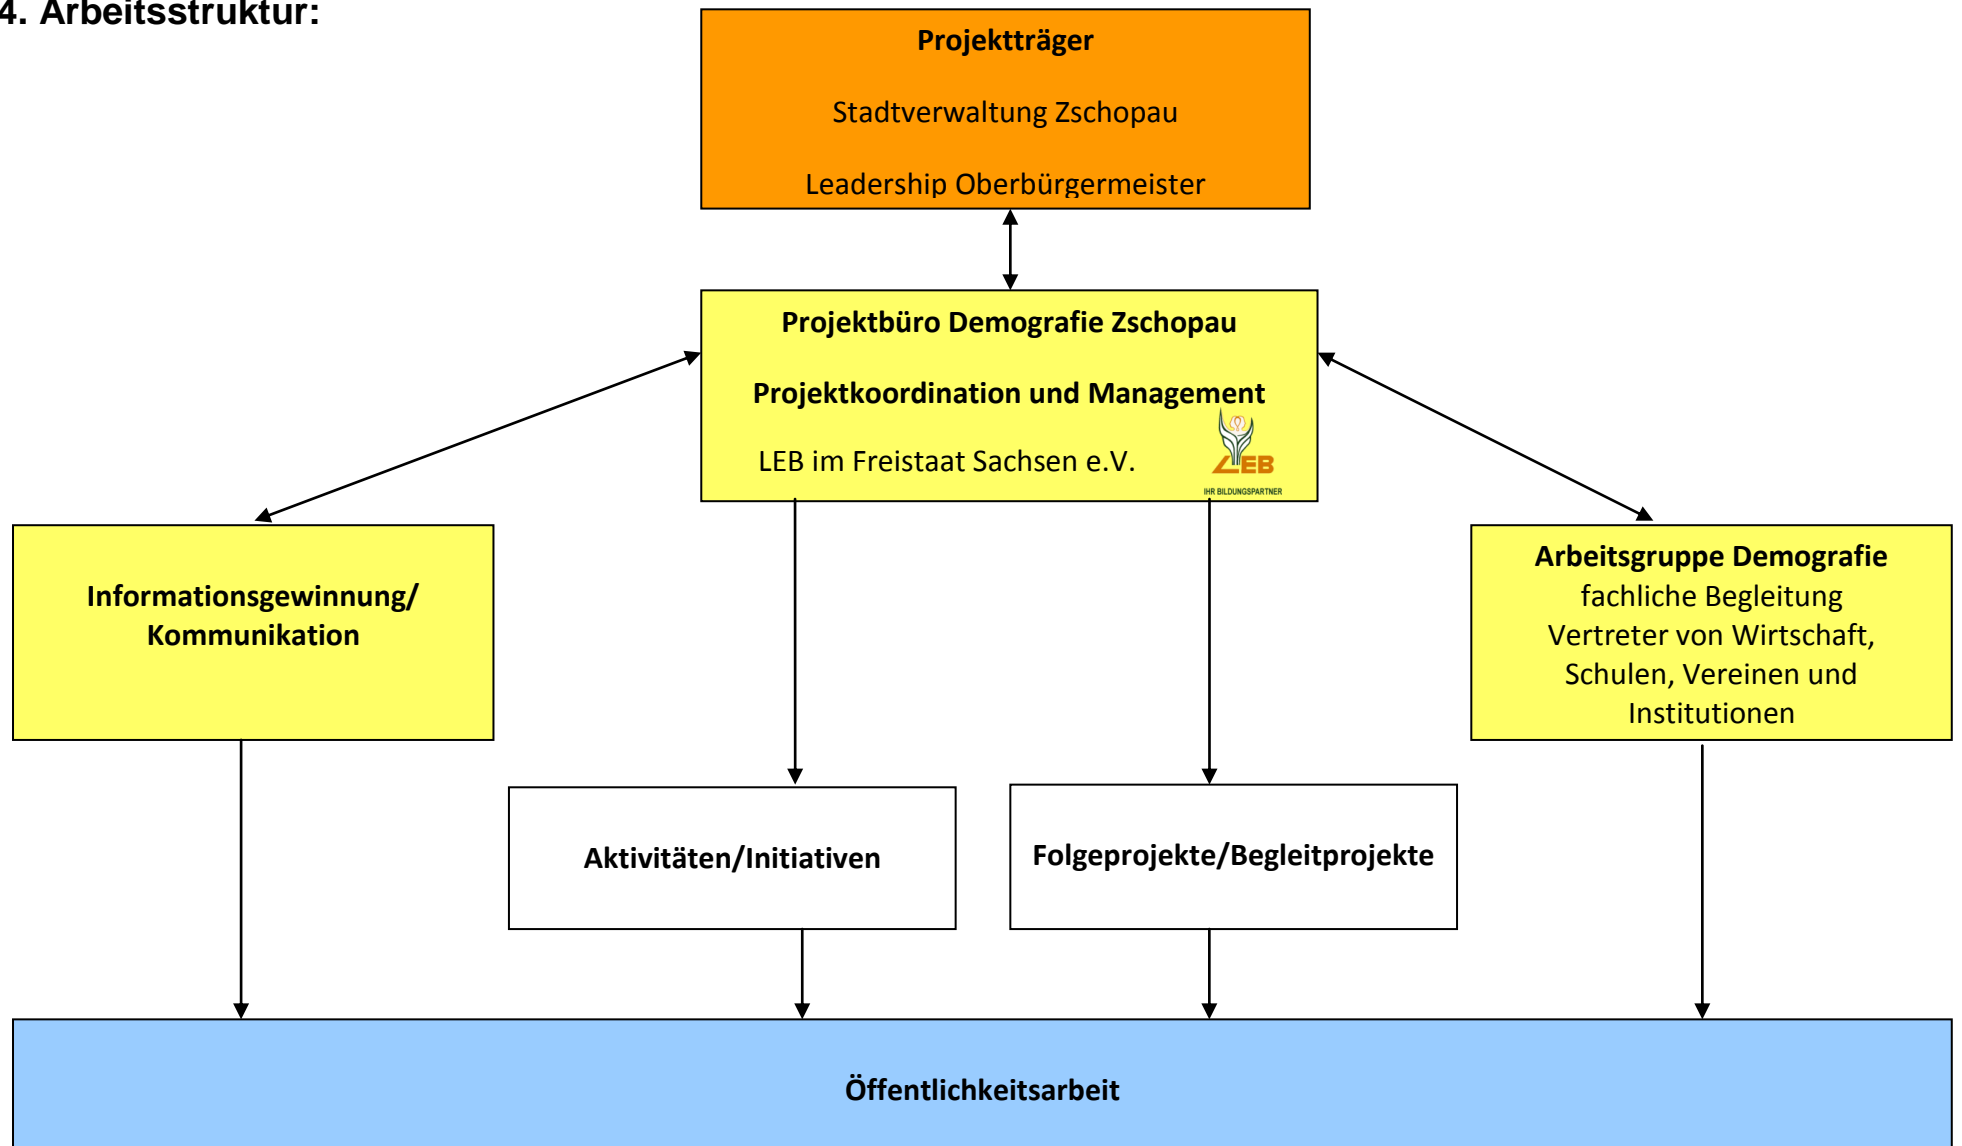 4. Arbeitsstruktur:
Projektträger
Stadtverwaltung Zschopau
Leadership Oberbürgermeister
Projektbüro Demografie Zschopau
Projektkoordination und Management
LEB im Freistaat Sachsen e.V.
LEB
IHR BILDUNGSPARTNER
Informationsgewinnung/
Kommunikation
Arbeitsgruppe Demografie
fachliche Begleitung
Vertreter von Wirtschaft,
Schulen, Vereinen und
Institutionen
Aktivitäten/Initiativen
Folgeprojekte/Begleitprojekte
Öffentlichkeitsarbeit